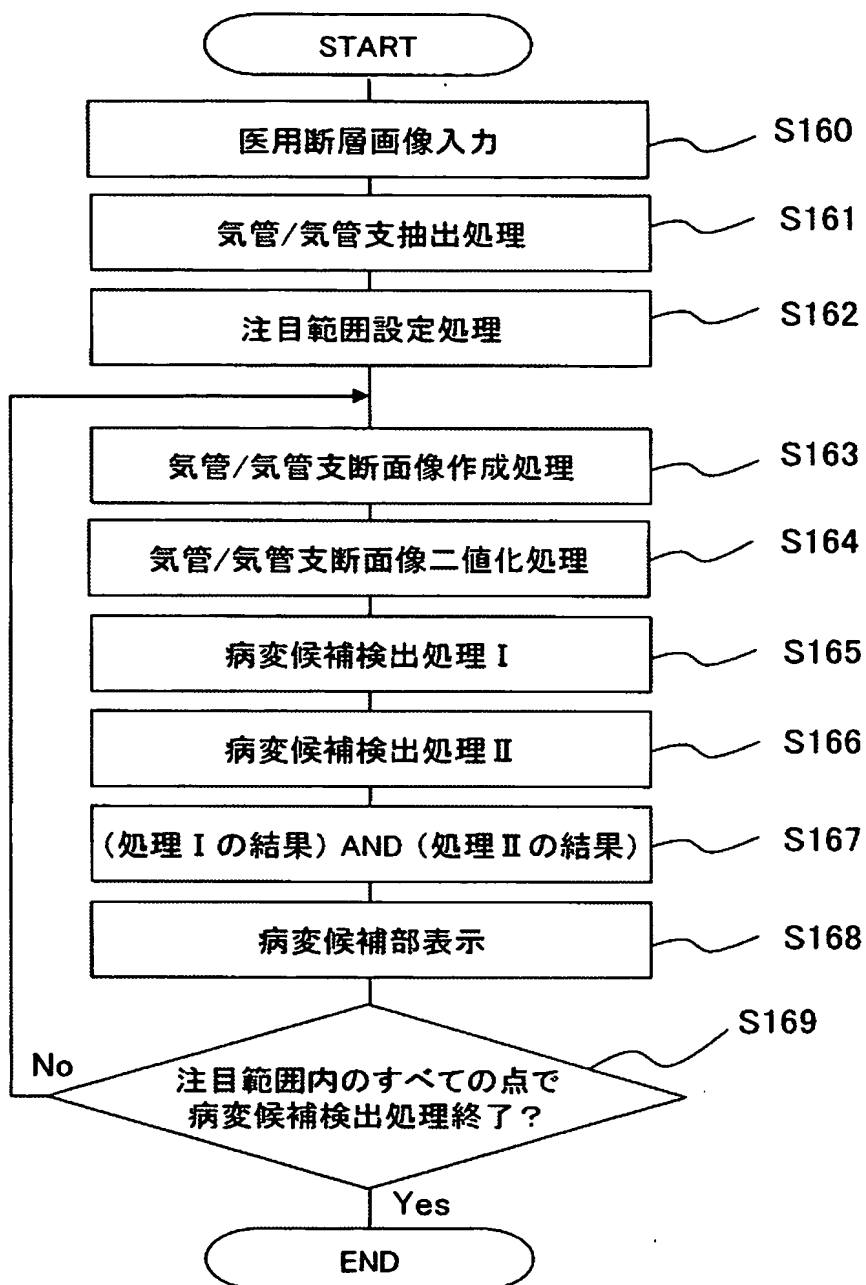 START
医用断層画像入力
S160
気管/気管支抽出処理
S161
注目範囲設定処理
S162
気管/気管支断面像作成処理
S163
気管/気管支断面像二値化処理
S164
病変候補検出処理Ⅰ
S165
病変候補検出処理Ⅱ
S166
(処理Ⅰの結果) AND (処理Ⅱの結果)
S167
病変候補部表示
S168
S169
No
注目範囲内のすべての点で
病変候補検出処理終了？
Yes
END